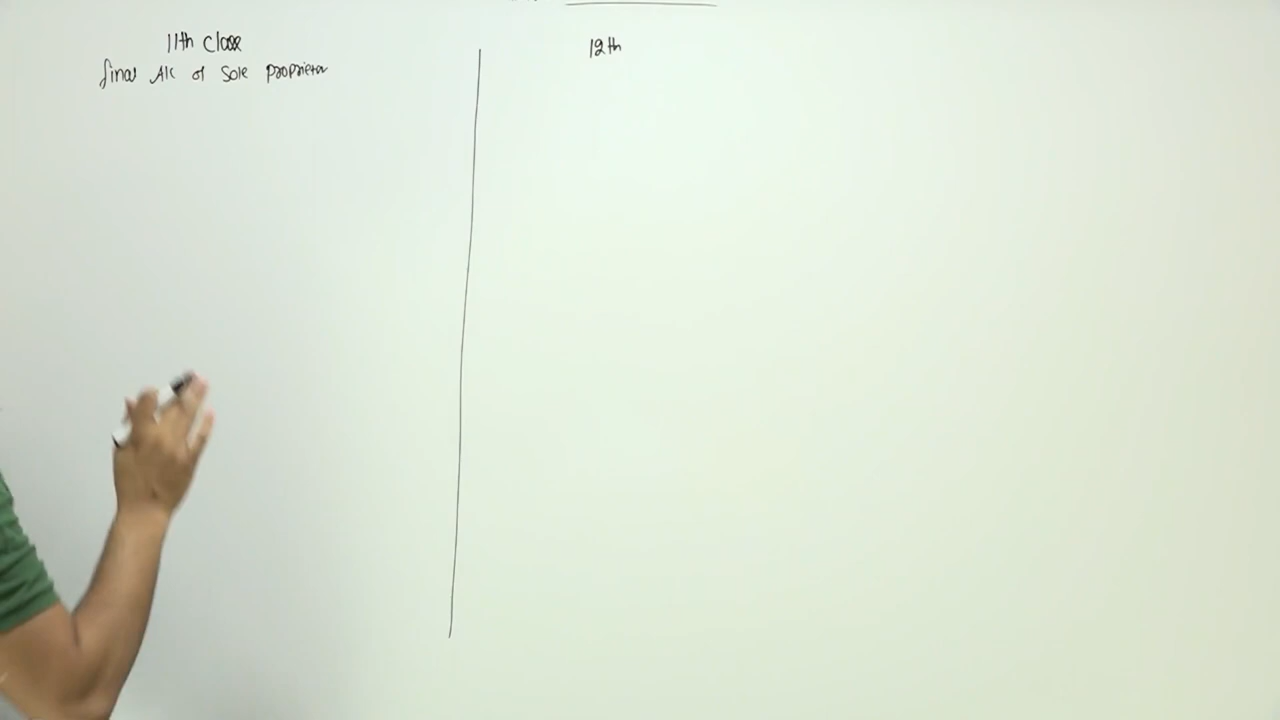 11th Class
final A/c of Sole proprietor
12th